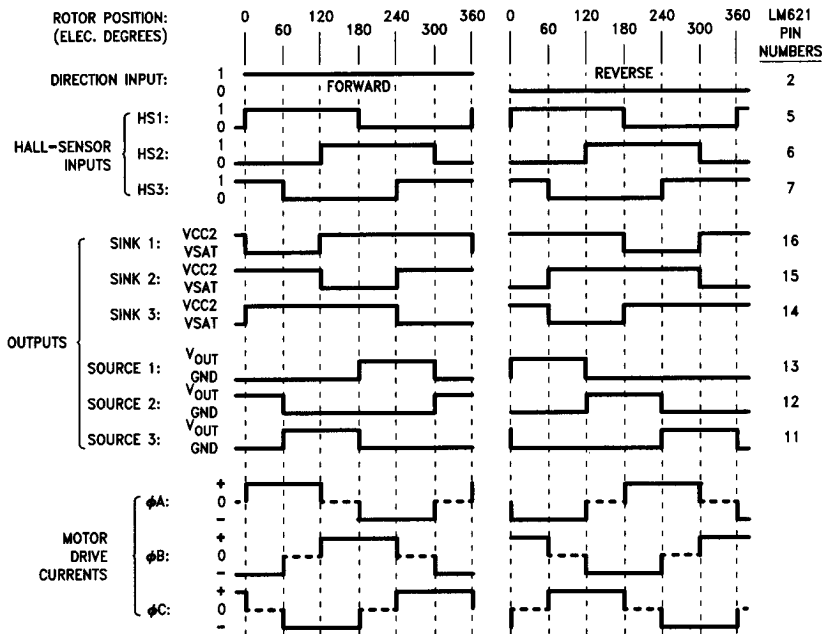 ROTOR POSITION: 0 120 240 360 0 120 240 360 LM621
(ELEC. DEGREES) 60 180 300 60 180 300 PIN
NUMBERS
DIRECTION INPUT: 1 0 FORWARD REVERSE 2
HALL-SENSOR
INPUTS
HS1: 1 0 5
HS2: 1 0 6
HS3: 1 0 7
OUTPUTS
SINK 1: VCC2 VSAT 16
SINK 2: VCC2 VSAT 15
SINK 3: VCC2 VSAT 14
SOURCE 1: VOUT GND 13
SOURCE 2: VOUT GND 12
SOURCE 3: VOUT GND 11
MOTOR
DRIVE
CURRENTS
ϕA: + 0 −
ϕB: + 0 −
ϕC: + 0 −